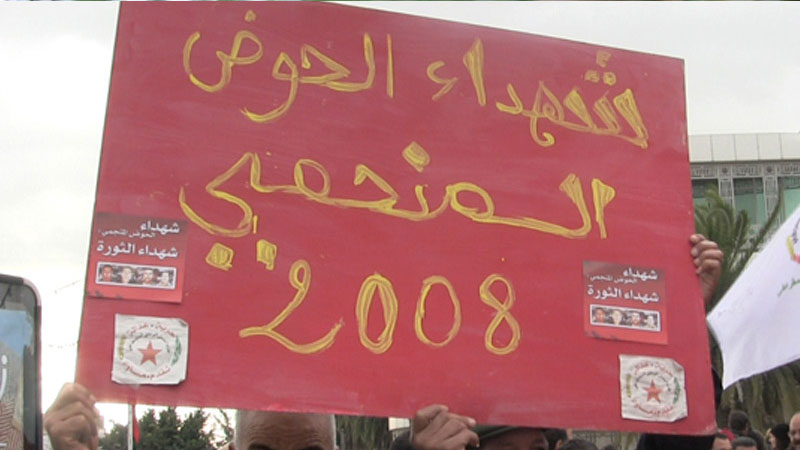 شهداء الحوض
المنجمي
2008
شهداء
الحوض المنجمي
شهداء الثورة
شهداء
الحوض المنجمي
شهداء الثورة